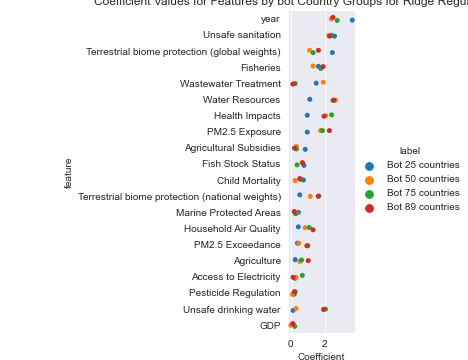 Coefficient Values for Features by bot Country Groups for Ridge
year
Unsafe sanitation
Terrestrial biome protection (global weights)
Fisheries
Wastewater Treatment
Water Resources
Health Impacts
PM2.5 Exposure
Agricultural Subsidies
Fish Stock Status
Child Mortality
Terrestrial biome protection (national weights)
Marine Protected Areas
Household Air Quality
PM2.5 Exceedance
Agriculture
Access to Electricity
Pesticide Regulation
Unsafe drinking water
GDP
feature
0 2
Coefficient
label
Bot 25 countries
Bot 50 countries
Bot 75 countries
Bot 89 countries